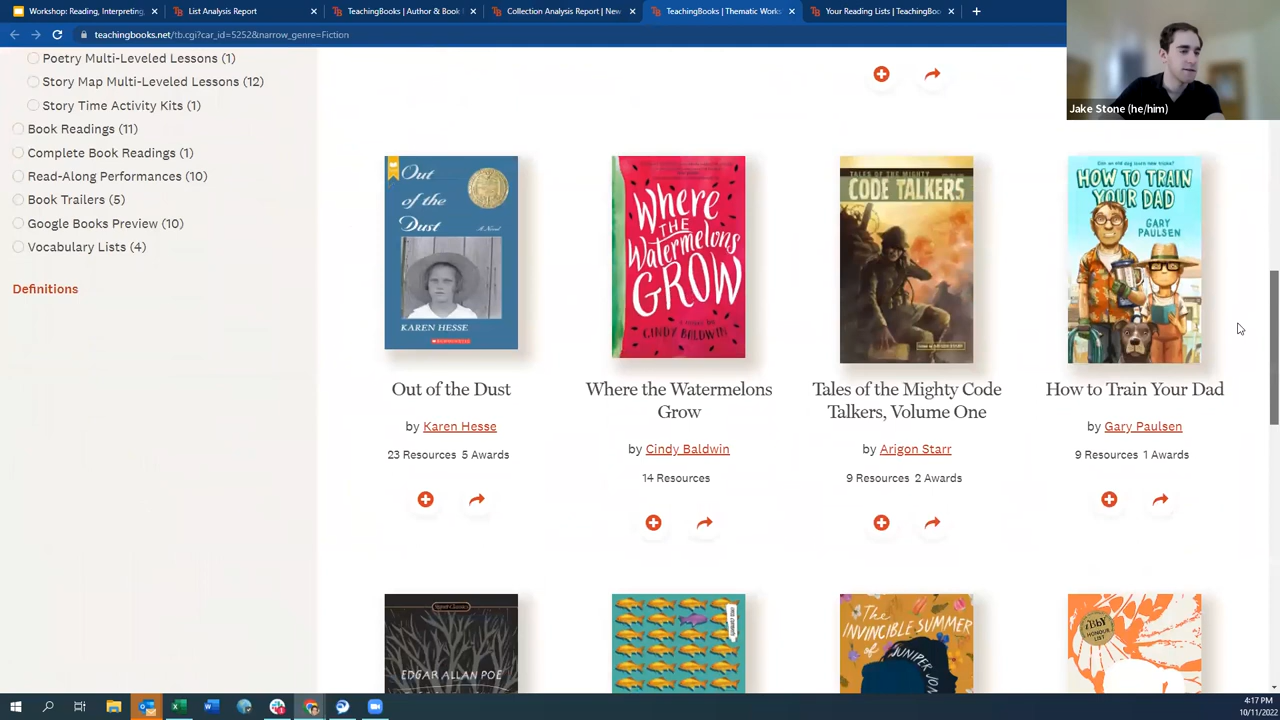 Workshop: Reading, Interpreting,
List Analysis Report
TeachingBooks | Author & Book
Collection Analysis Report | New
TeachingBooks | Thematic Works
Your Reading Lists | TeachingBo
teachingbooks.net/tb.cgi?car_id=5252&narrow_genre=Fiction
Jake Stone (he/him)
Poetry Multi-Leveled Lessons (1)
Story Map Multi-Leveled Lessons (12)
Story Time Activity Kits (1)
Book Readings (11)
Complete Book Readings (1)
Read-Along Performances (10)
Book Trailers (5)
Google Books Preview (10)
Vocabulary Lists (4)
Definitions
Out
of the
Dust
A Novel
KAREN HESSE
WHERE
THE
Watermelons
GROW
CINDY BALDWIN
TALES OF THE MIGHTY
CODE TALKERS
HOW TO TRAIN
YOUR DAD
GARY
PAULSEN
Out of the Dust
by Karen Hesse
23 Resources 5 Awards
Where the Watermelons
Grow
by Cindy Baldwin
14 Resources
Tales of the Mighty Code
Talkers, Volume One
by Arigon Starr
9 Resources 2 Awards
How to Train Your Dad
by Gary Paulsen
9 Resources 1 Awards
EDGAR ALLAN POE
The
INVINCIBLE SUMMER
of
JUNIPER JON
iBBY
HONOUR
LIST
4:17 PM
10/11/2022